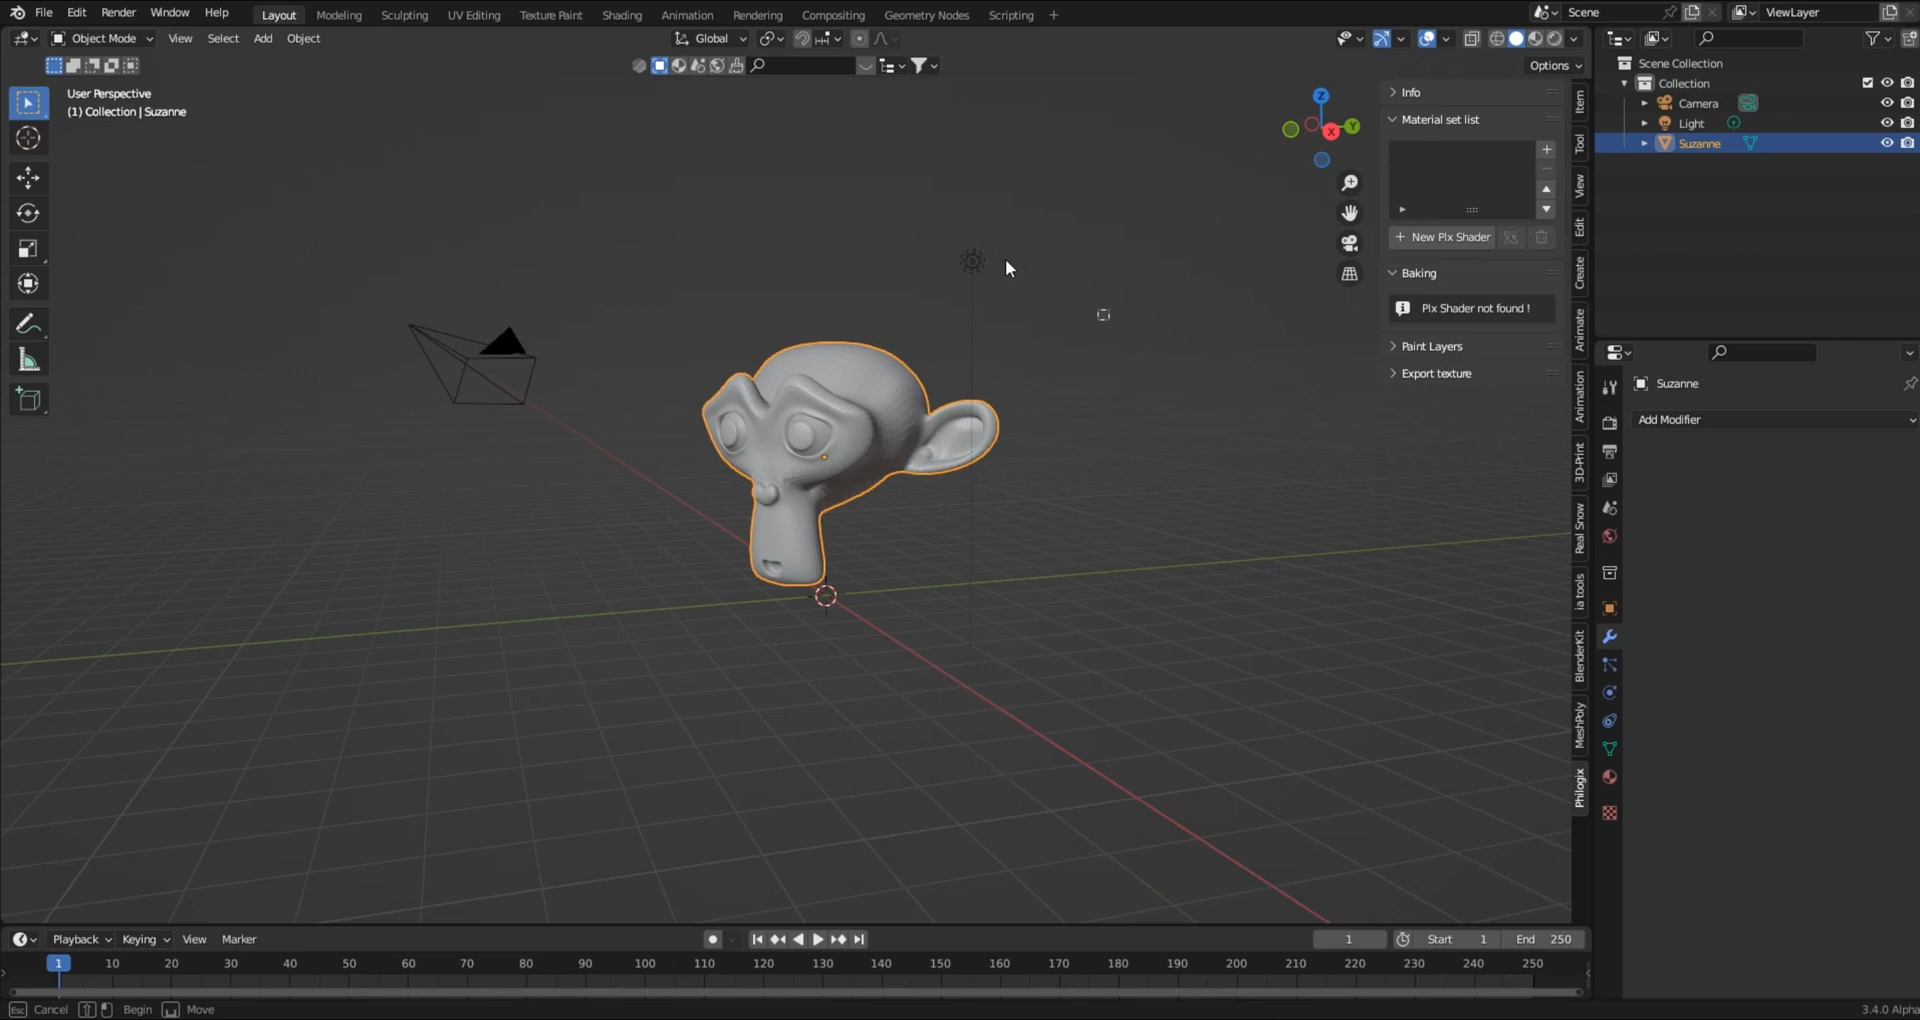 File Edit Render Window Help Layout Modeling Sculpting UV Editing Texture Paint Shading Animation Rendering Compositing Geometry Nodes Scripting + Scene ViewLayer
Object Mode View Select Add Object Global
Options
User Perspective
(1) Collection | Suzanne
Z
Y
X
Info
Material set list
New Plx Shader
Baking
Plx Shader not found !
Paint Layers
Export texture
Item
Tool
View
Edit
Create
Animate
Animation
3D-Print
Real Snow
ia tools
BlenderKit
MeshPoly
Philogix
Scene Collection
Collection
Camera
Light
Suzanne
Suzanne
Add Modifier
Playback Keying View Marker 1 Start 1 End 250
1 10 20 30 40 50 60 70 80 90 100 110 120 130 140 150 160 170 180 190 200 210 220 230 240 250
Esc Cancel Begin Move 3.4.0 Alpha